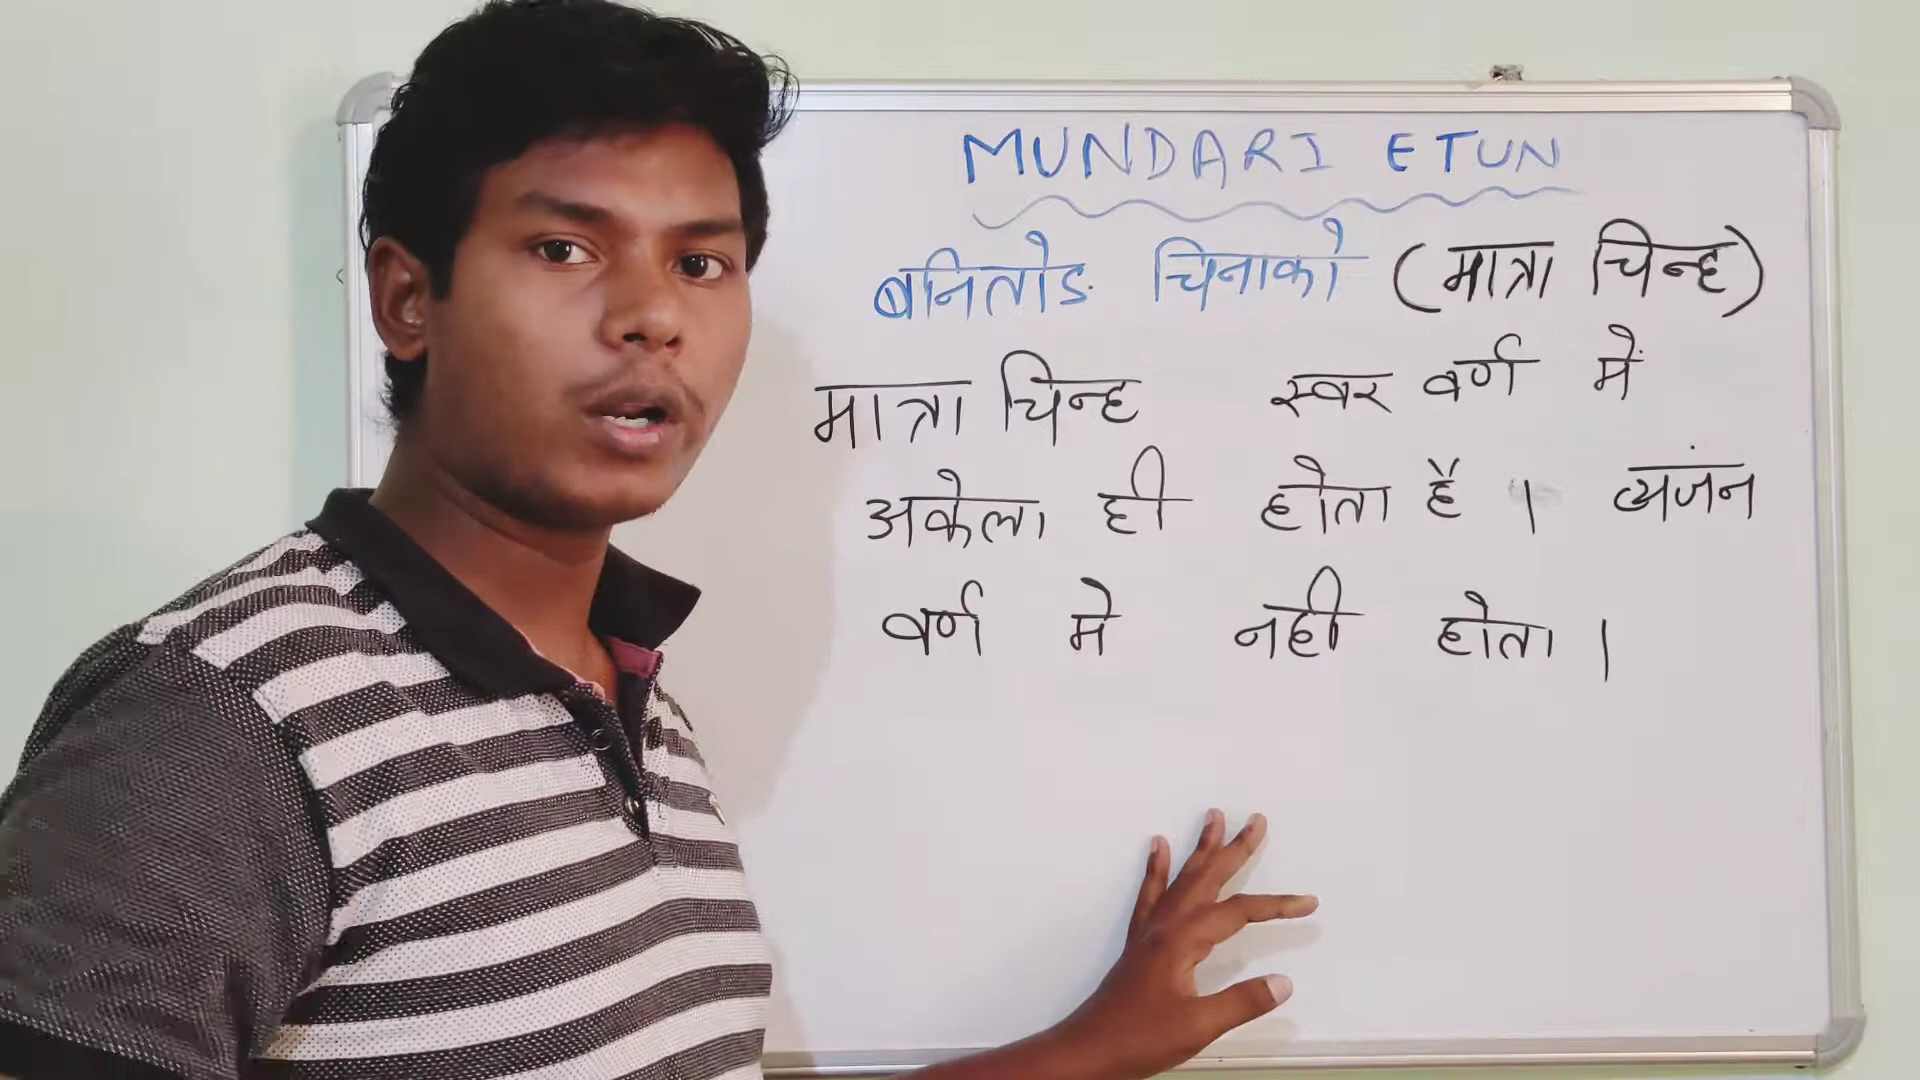 MUNDARI ETUN
बनितोङ चिनाको (मात्रा चिन्ह)
मात्रा चिन्ह स्वर वर्ण में
अकेला ही होता है । व्यंजन
वर्ण मे नही होता ।